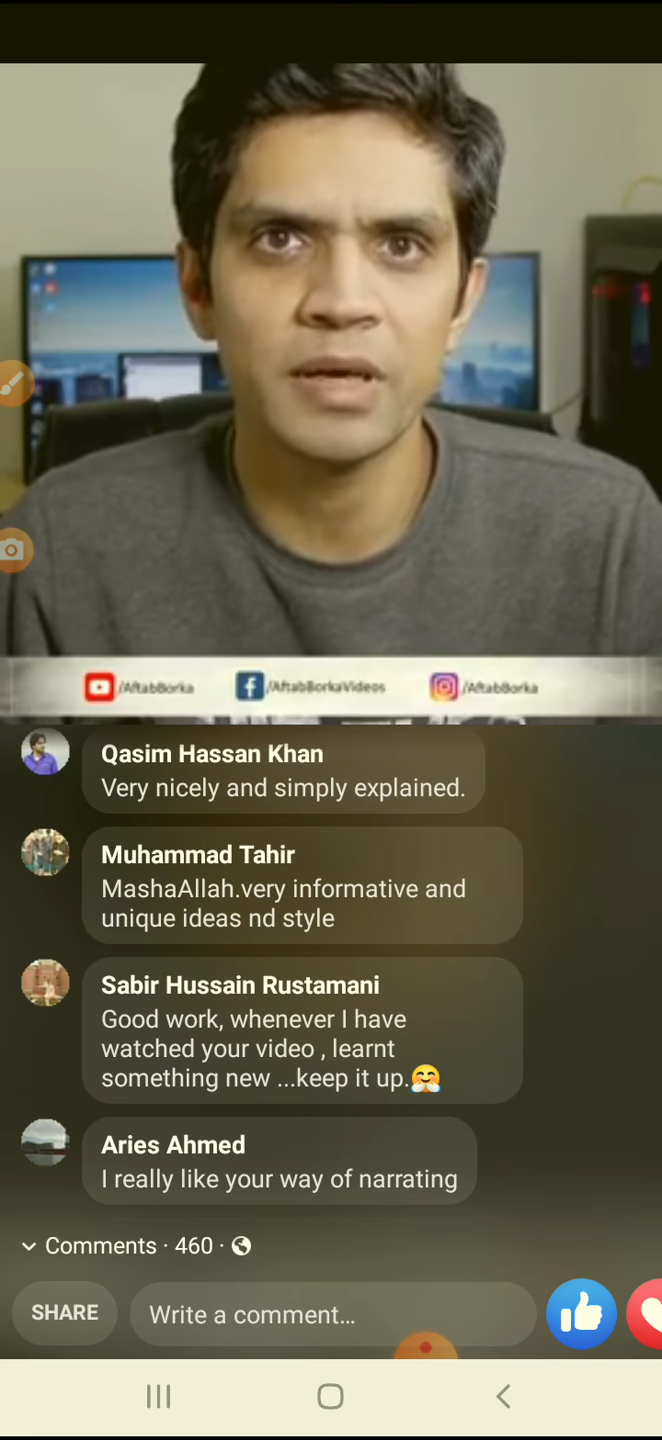 /AftabBorka /AftabBorkaVideos /AftabBorka
Qasim Hassan Khan
Very nicely and simply explained.
Muhammad Tahir
MashaAllah.very informative and
unique ideas nd style
Sabir Hussain Rustamani
Good work, whenever I have
watched your video , learnt
something new ...keep it up.🤗
Aries Ahmed
I really like your way of narrating
Comments · 460 ·
SHARE
Write a comment...